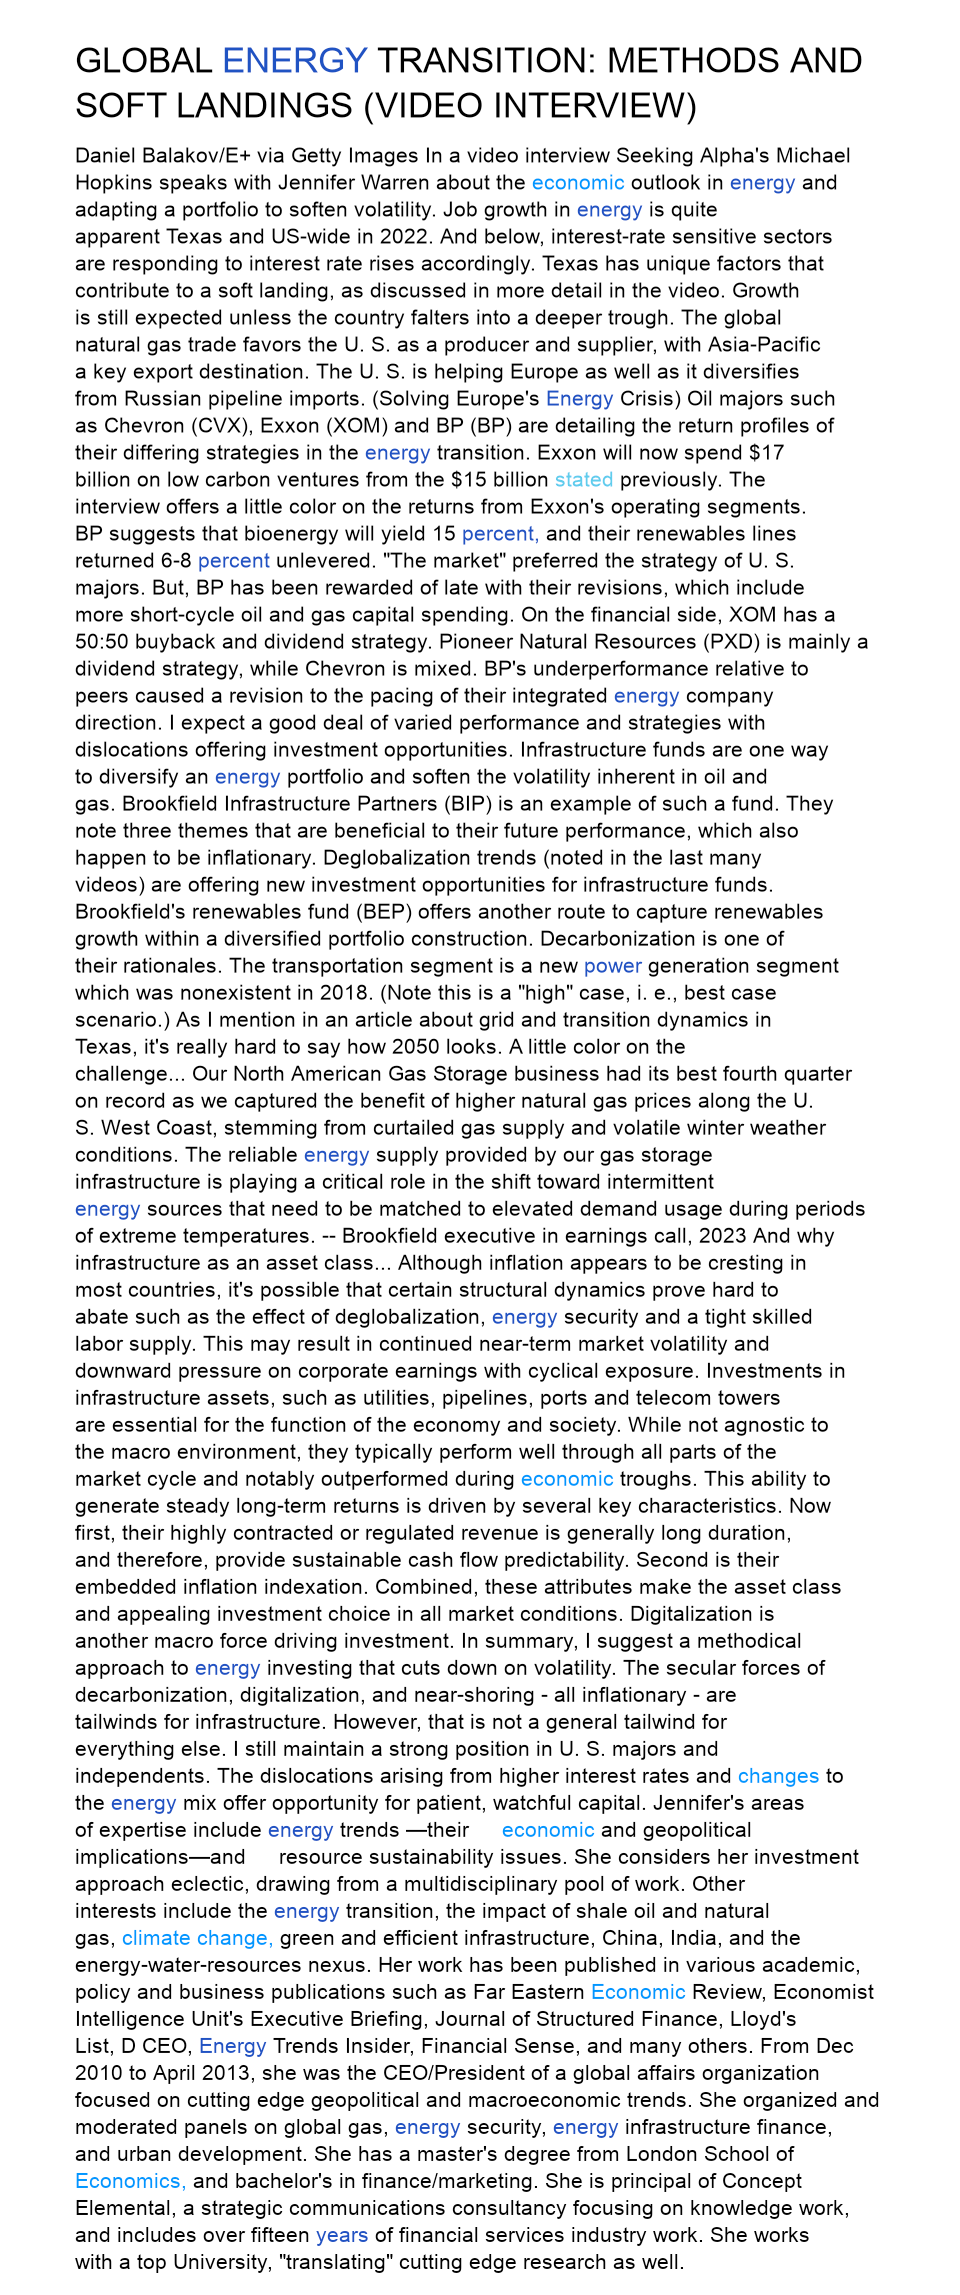 GLOBAL ENERGY TRANSITION: METHODS AND
SOFT LANDINGS (VIDEO INTERVIEW)
Daniel Balakov/E+ via Getty Images In a video interview Seeking Alpha's Michael
Hopkins speaks with Jennifer Warren about the economic outlook in energy and
adapting a portfolio to soften volatility. Job growth in energy is quite
apparent Texas and US-wide in 2022. And below, interest-rate sensitive sectors
are responding to interest rate rises accordingly. Texas has unique factors that
contribute to a soft landing, as discussed in more detail in the video. Growth
is still expected unless the country falters into a deeper trough. The global
natural gas trade favors the U. S. as a producer and supplier, with Asia-Pacific
a key export destination. The U. S. is helping Europe as well as it diversifies
from Russian pipeline imports. (Solving Europe's Energy Crisis) Oil majors such
as Chevron (CVX), Exxon (XOM) and BP (BP) are detailing the return profiles of
their differing strategies in the energy transition. Exxon will now spend $17
billion on low carbon ventures from the $15 billion stated previously. The
interview offers a little color on the returns from Exxon's operating segments.
BP suggests that bioenergy will yield 15 percent, and their renewables lines
returned 6-8 percent unlevered. "The market" preferred the strategy of U. S.
majors. But, BP has been rewarded of late with their revisions, which include
more short-cycle oil and gas capital spending. On the financial side, XOM has a
50:50 buyback and dividend strategy. Pioneer Natural Resources (PXD) is mainly a
dividend strategy, while Chevron is mixed. BP's underperformance relative to
peers caused a revision to the pacing of their integrated energy company
direction. I expect a good deal of varied performance and strategies with
dislocations offering investment opportunities. Infrastructure funds are one way
to diversify an energy portfolio and soften the volatility inherent in oil and
gas. Brookfield Infrastructure Partners (BIP) is an example of such a fund. They
note three themes that are beneficial to their future performance, which also
happen to be inflationary. Deglobalization trends (noted in the last many
videos) are offering new investment opportunities for infrastructure funds.
Brookfield's renewables fund (BEP) offers another route to capture renewables
growth within a diversified portfolio construction. Decarbonization is one of
their rationales. The transportation segment is a new power generation segment
which was nonexistent in 2018. (Note this is a "high" case, i. e., best case
scenario.) As I mention in an article about grid and transition dynamics in
Texas, it's really hard to say how 2050 looks. A little color on the
challenge... Our North American Gas Storage business had its best fourth quarter
on record as we captured the benefit of higher natural gas prices along the U.
S. West Coast, stemming from curtailed gas supply and volatile winter weather
conditions. The reliable energy supply provided by our gas storage
infrastructure is playing a critical role in the shift toward intermittent
energy sources that need to be matched to elevated demand usage during periods
of extreme temperatures. -- Brookfield executive in earnings call, 2023 And why
infrastructure as an asset class... Although inflation appears to be cresting in
most countries, it's possible that certain structural dynamics prove hard to
abate such as the effect of deglobalization, energy security and a tight skilled
labor supply. This may result in continued near-term market volatility and
downward pressure on corporate earnings with cyclical exposure. Investments in
infrastructure assets, such as utilities, pipelines, ports and telecom towers
are essential for the function of the economy and society. While not agnostic to
the macro environment, they typically perform well through all parts of the
market cycle and notably outperformed during economic troughs. This ability to
generate steady long-term returns is driven by several key characteristics. Now
first, their highly contracted or regulated revenue is generally long duration,
and therefore, provide sustainable cash flow predictability. Second is their
embedded inflation indexation. Combined, these attributes make the asset class
and appealing investment choice in all market conditions. Digitalization is
another macro force driving investment. In summary, I suggest a methodical
approach to energy investing that cuts down on volatility. The secular forces of
decarbonization, digitalization, and near-shoring - all inflationary - are
tailwinds for infrastructure. However, that is not a general tailwind for
everything else. I still maintain a strong position in U. S. majors and
independents. The dislocations arising from higher interest rates and changes to
the energy mix offer opportunity for patient, watchful capital. Jennifer's areas
of expertise include energy trends —their economic and geopolitical
implications—and resource sustainability issues. She considers her investment
approach eclectic, drawing from a multidisciplinary pool of work. Other
interests include the energy transition, the impact of shale oil and natural
gas, climate change, green and efficient infrastructure, China, India, and the
energy-water-resources nexus. Her work has been published in various academic,
policy and business publications such as Far Eastern Economic Review, Economist
Intelligence Unit's Executive Briefing, Journal of Structured Finance, Lloyd's
List, D CEO, Energy Trends Insider, Financial Sense, and many others. From Dec
2010 to April 2013, she was the CEO/President of a global affairs organization
focused on cutting edge geopolitical and macroeconomic trends. She organized and
moderated panels on global gas, energy security, energy infrastructure finance,
and urban development. She has a master's degree from London School of
Economics, and bachelor's in finance/marketing. She is principal of Concept
Elemental, a strategic communications consultancy focusing on knowledge work,
and includes over fifteen years of financial services industry work. She works
with a top University, "translating" cutting edge research as well.